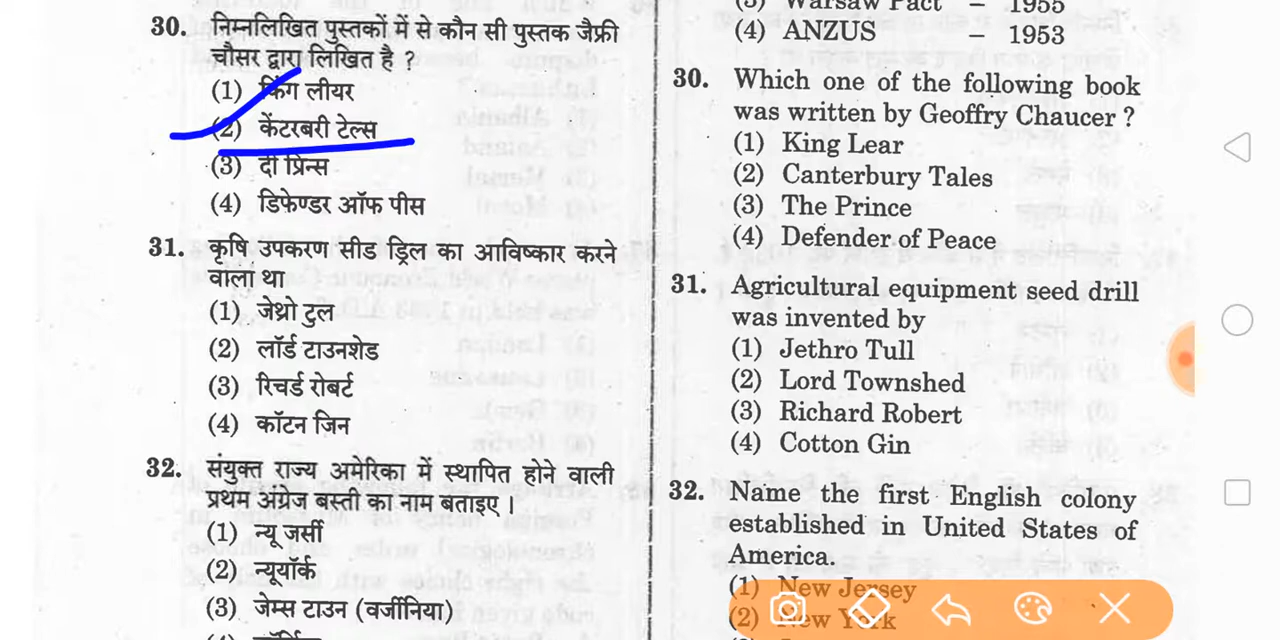 30. निम्नलिखित पुस्तकों में से कौन सी पुस्तक जैफ्री
चौसर द्वारा लिखित है ?
(1) किंग लीयर
(2) केंटरबरी टेल्स
(3) दी प्रिन्स
(4) डिफेण्डर ऑफ पीस
31. कृषि उपकरण सीड ड्रिल का आविष्कार करने
वाला था
(1) जेथ्रो टुल
(2) लॉर्ड टाउनशेड
(3) रिचर्ड रोबर्ट
(4) कॉटन जिन
32. संयुक्त राज्य अमेरिका में स्थापित होने वाली
प्रथम अंग्रेज बस्ती का नाम बताइए |
(1) न्यू जर्सी
(2) न्यूयॉर्क
(3) जेम्स टाउन (वर्जीनिया)
(3) Warsaw Pact – 1955
(4) ANZUS – 1953
30. Which one of the following book
was written by Geoffry Chaucer ?
(1) King Lear
(2) Canterbury Tales
(3) The Prince
(4) Defender of Peace
31. Agricultural equipment seed drill
was invented by
(1) Jethro Tull
(2) Lord Townshed
(3) Richard Robert
(4) Cotton Gin
32. Name the first English colony
established in United States of
America.
(1) New Jersey
(2) New York